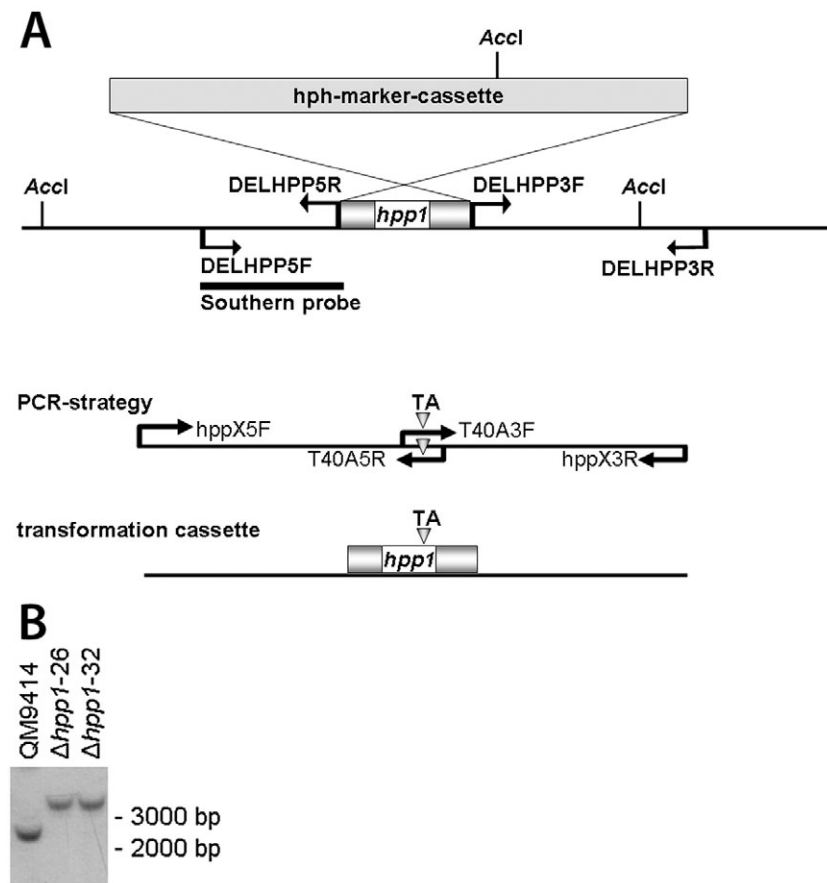 A
AccI
hph-marker-cassette
AccI
DELHPP5R
hpp1
DELHPP3F
AccI
DELHPP5F
DELHPP3R
Southern probe
PCR-strategy
TA
hppX5F
T40A3F
T40A5R
hppX3R
transformation cassette
TA
hpp1
B
QM9414
Δhpp1-26
Δhpp1-32
- 3000 bp
- 2000 bp